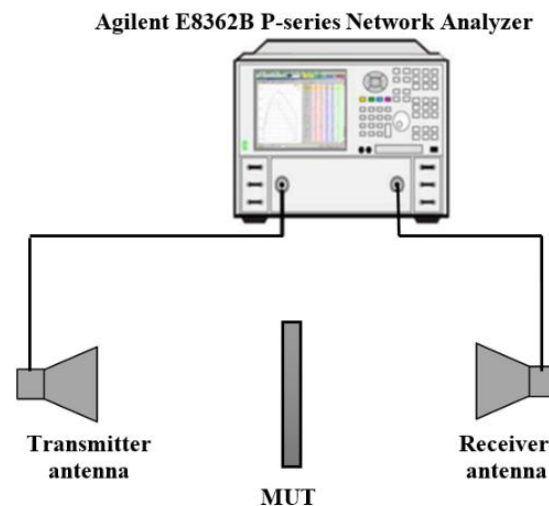 Agilent E8362B P-series Network Analyzer
Transmitter
antenna
Receiver
antenna
MUT